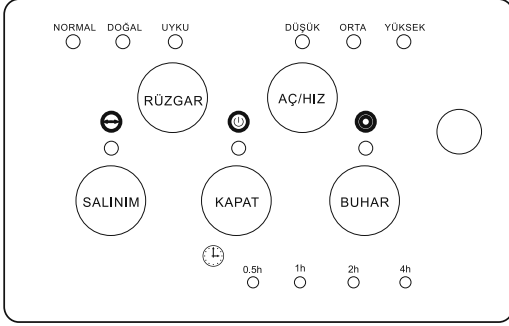 NORMAL DOĞAL UYKU DÜŞÜK ORTA YÜKSEK
RÜZGAR AÇ/HIZ
SALINIM KAPAT BUHAR
0.5h 1h 2h 4h